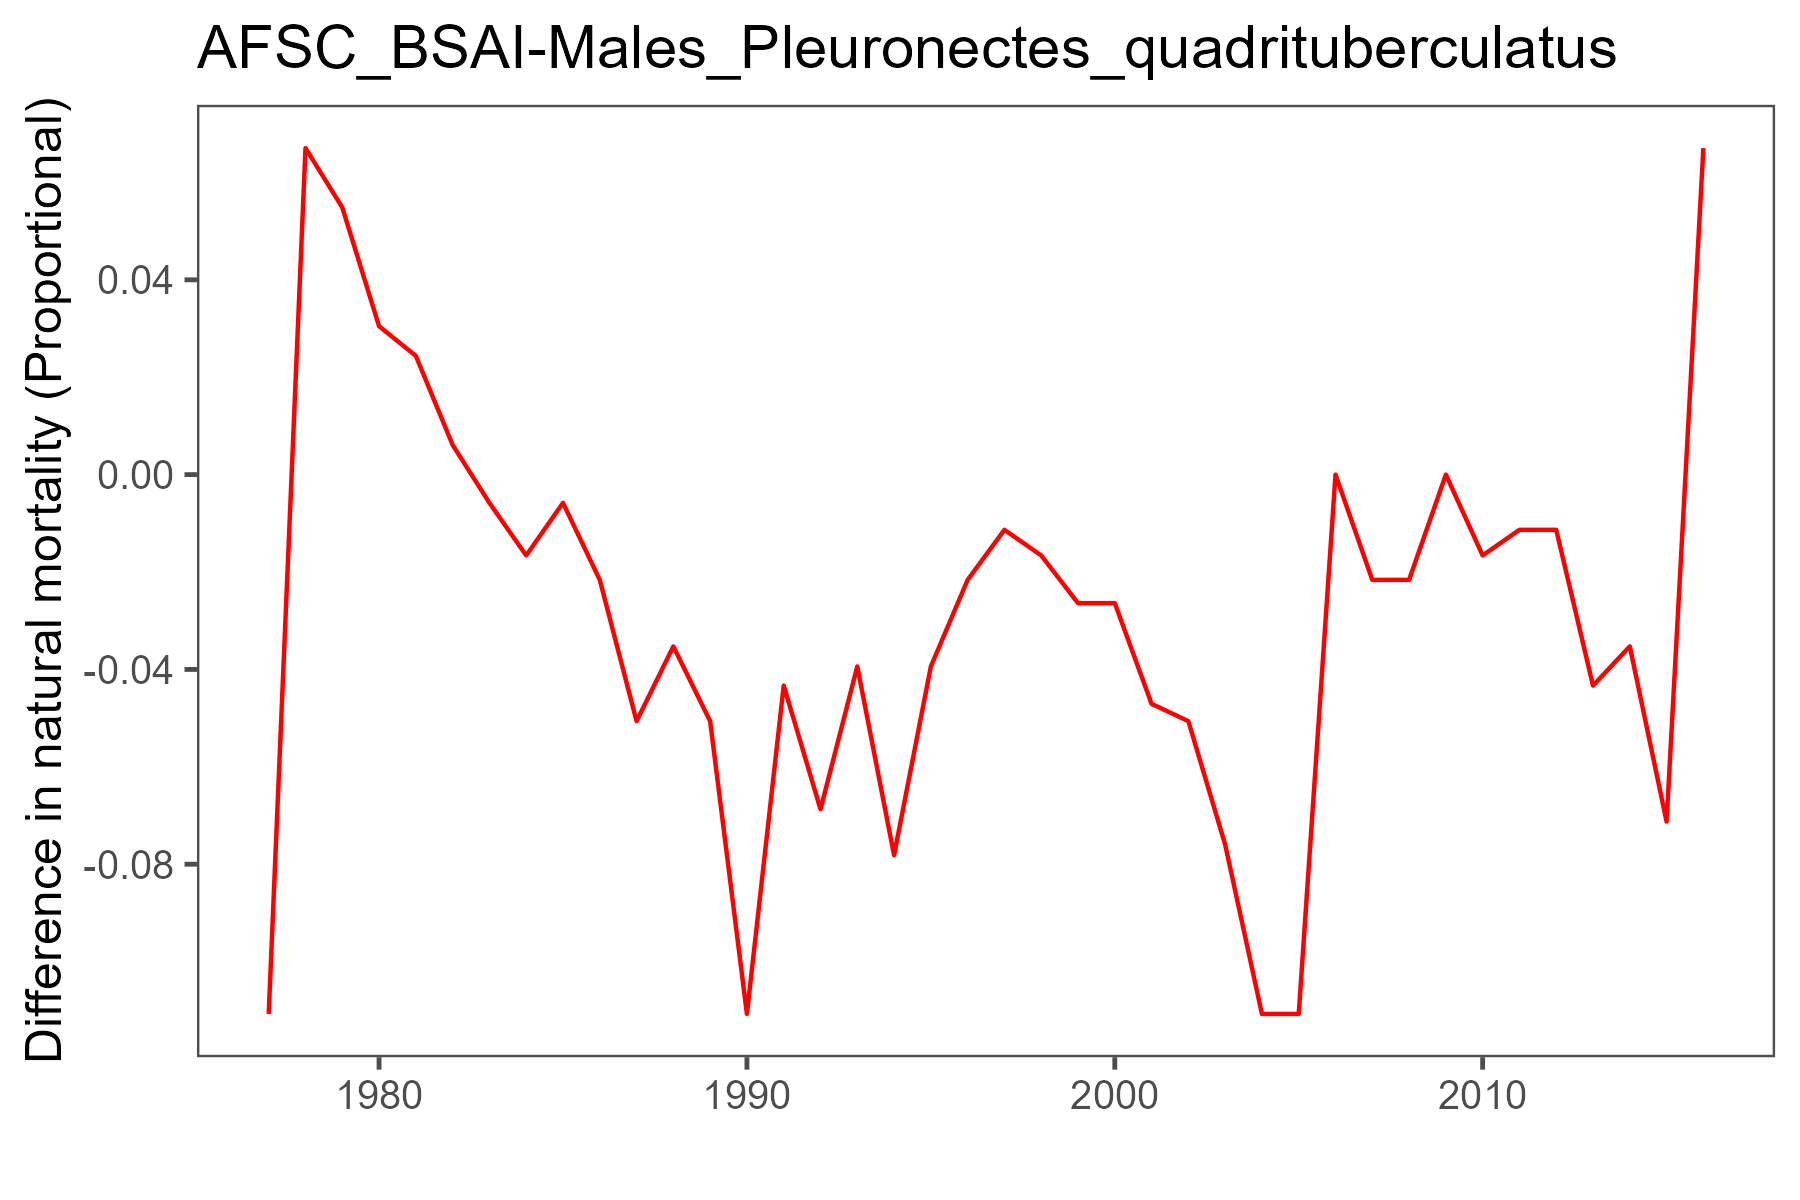 AFSC_BSAI-Males_Pleuronectes_quadrituberculatus
Difference in natural mortality (Proportional)
0.04
0.00
-0.04
-0.08
1980 1990 2000 2010